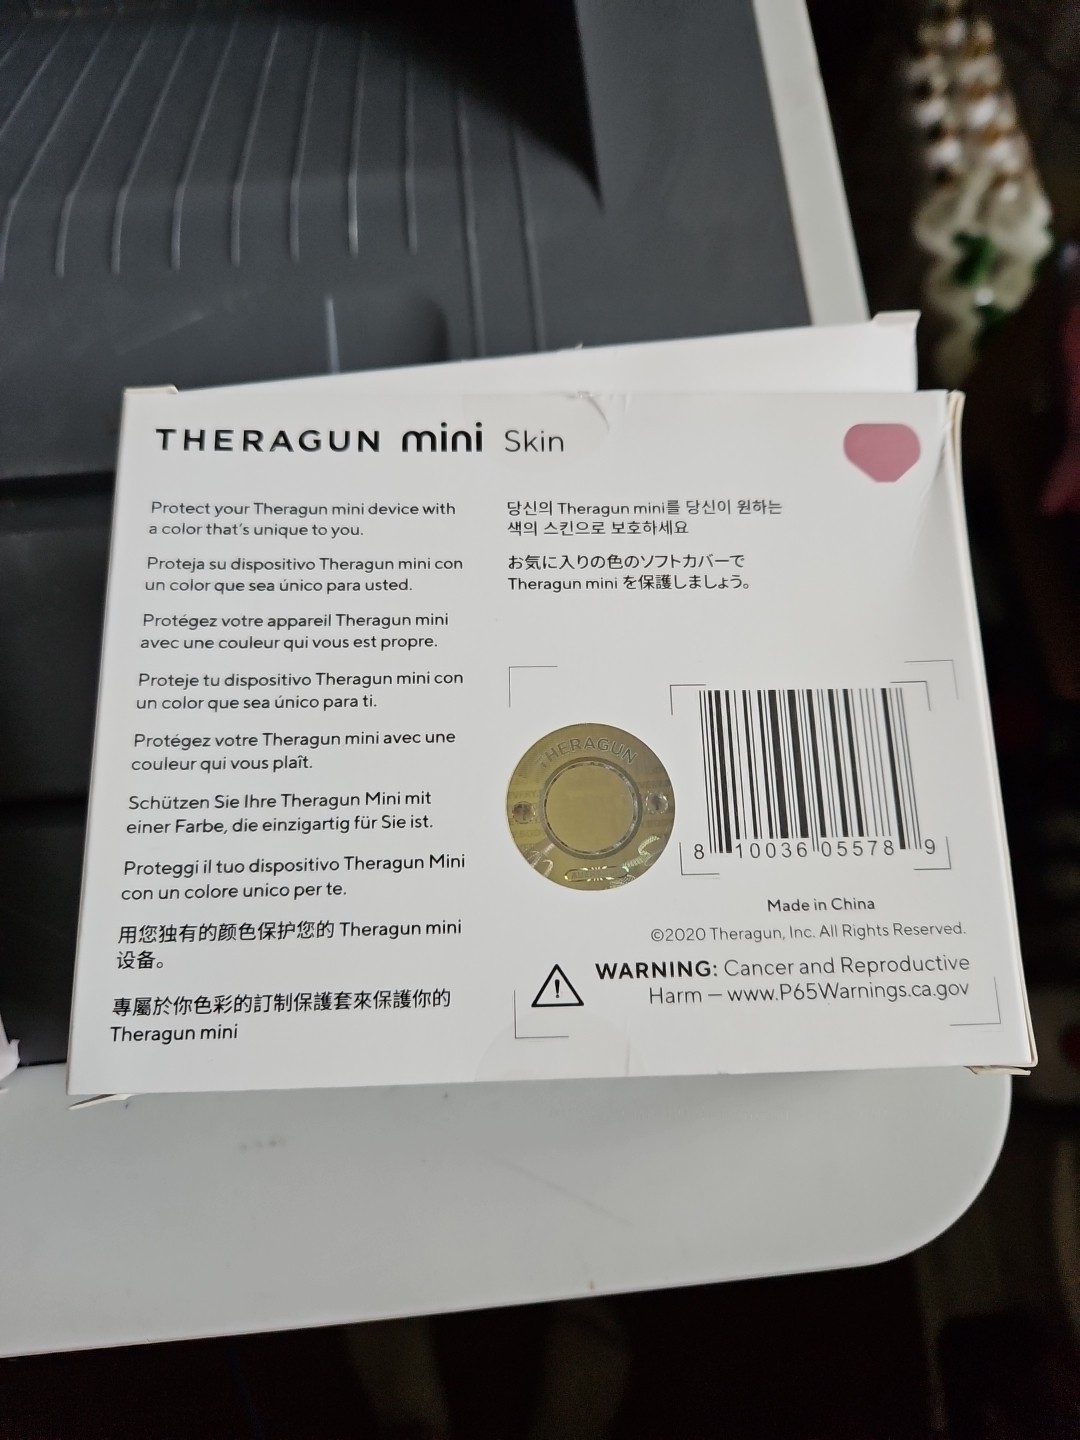 THERAGUN mini Skin
Protect your Theragun mini device with
a color that's unique to you.
Proteja su dispositivo Theragun mini con
un color que sea único para usted.
Protégez votre appareil Theragun mini
avec une couleur qui vous est propre.
Proteje tu dispositivo Theragun mini con
un color que sea único para ti.
Protégez votre Theragun mini avec une
couleur qui vous plaît.
Schützen Sie Ihre Theragun Mini mit
einer Farbe, die einzigartig für Sie ist.
Proteggi il tuo dispositivo Theragun Mini
con un colore unico per te.
用您独有的颜色保护您的 Theragun mini
设备。
專屬於你色彩的訂制保護套來保護你的
Theragun mini
당신의 Theragun mini를 당신이 원하는
색의 스킨으로 보호하세요
お気に入りの色のソフトカバーで
Theragun mini を保護しましょう。
THERAGUN
8 10036 05578 9
Made in China
©2020 Theragun, Inc. All Rights Reserved.
WARNING: Cancer and Reproductive
Harm — www.P65Warnings.ca.gov